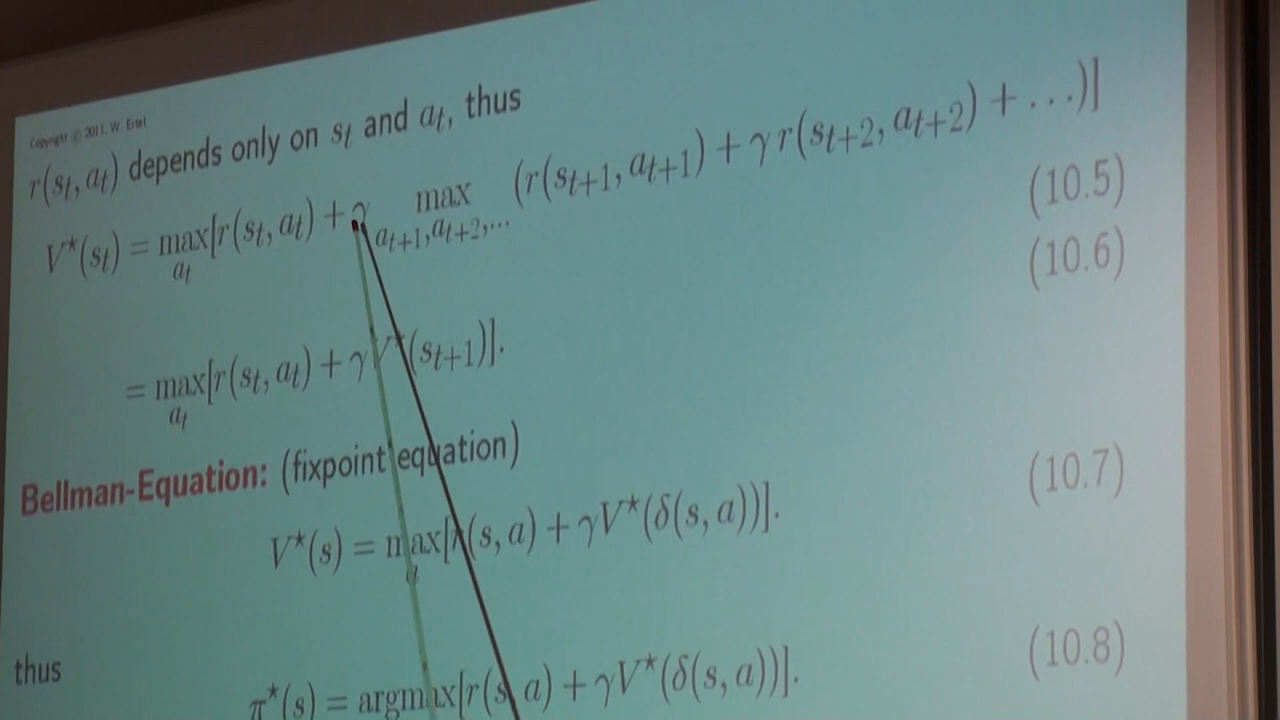 Copyright © 2011, W. Ertel
r(s_t, a_t) depends only on s_t and a_t, thus
V*(s_t) = max_{a_t}[r(s_t, a_t) + γ max_{a_{t+1}, a_{t+2}, ...} (r(s_{t+1}, a_{t+1}) + γ r(s_{t+2}, a_{t+2}) + ...)]
(10.5)
= max_{a_t}[r(s_t, a_t) + γV*(s_{t+1})].
(10.6)
Bellman-Equation: (fixpoint equation)
V*(s) = max_a[r(s, a) + γV*(δ(s, a))].
(10.7)
thus
π*(s) = argmax[r(s, a) + γV*(δ(s, a))].
(10.8)